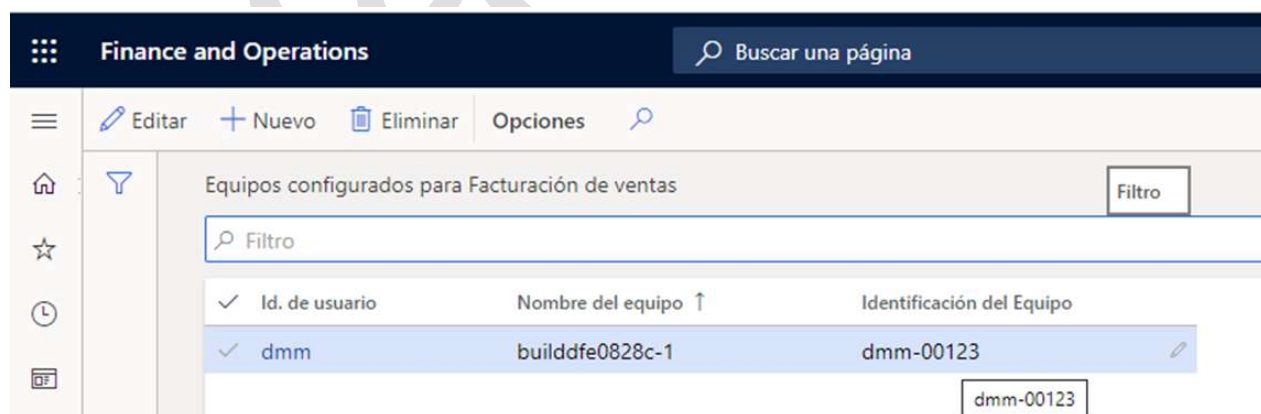 Finance and Operations
Buscar una página
Editar Nuevo Eliminar Opciones
Equipos configurados para Facturación de ventas
Filtro
Filtro
Id. de usuario Nombre del equipo ↑ Identificación del Equipo
dmm builddfe0828c-1 dmm-00123
dmm-00123